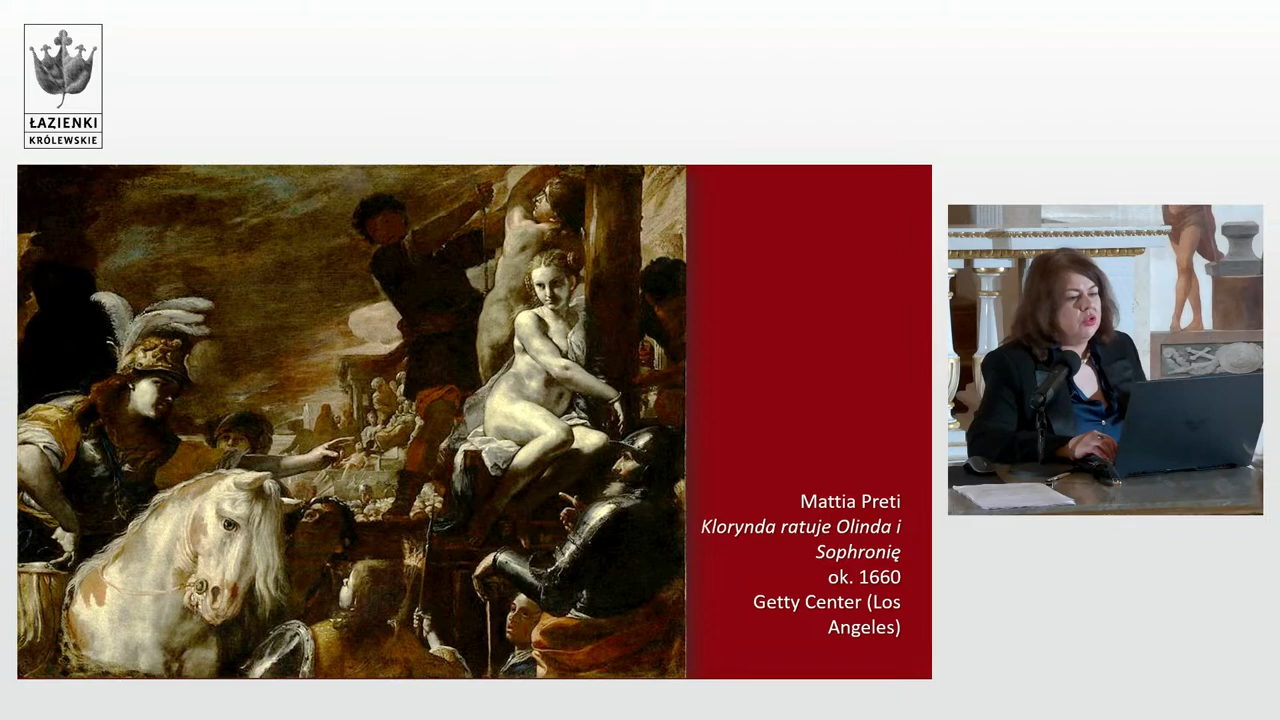 ŁAZIENKI
KRÓLEWSKIE
Mattia Preti
Klorynda ratuje Olinda i
Sophronię
ok. 1660
Getty Center (Los
Angeles)